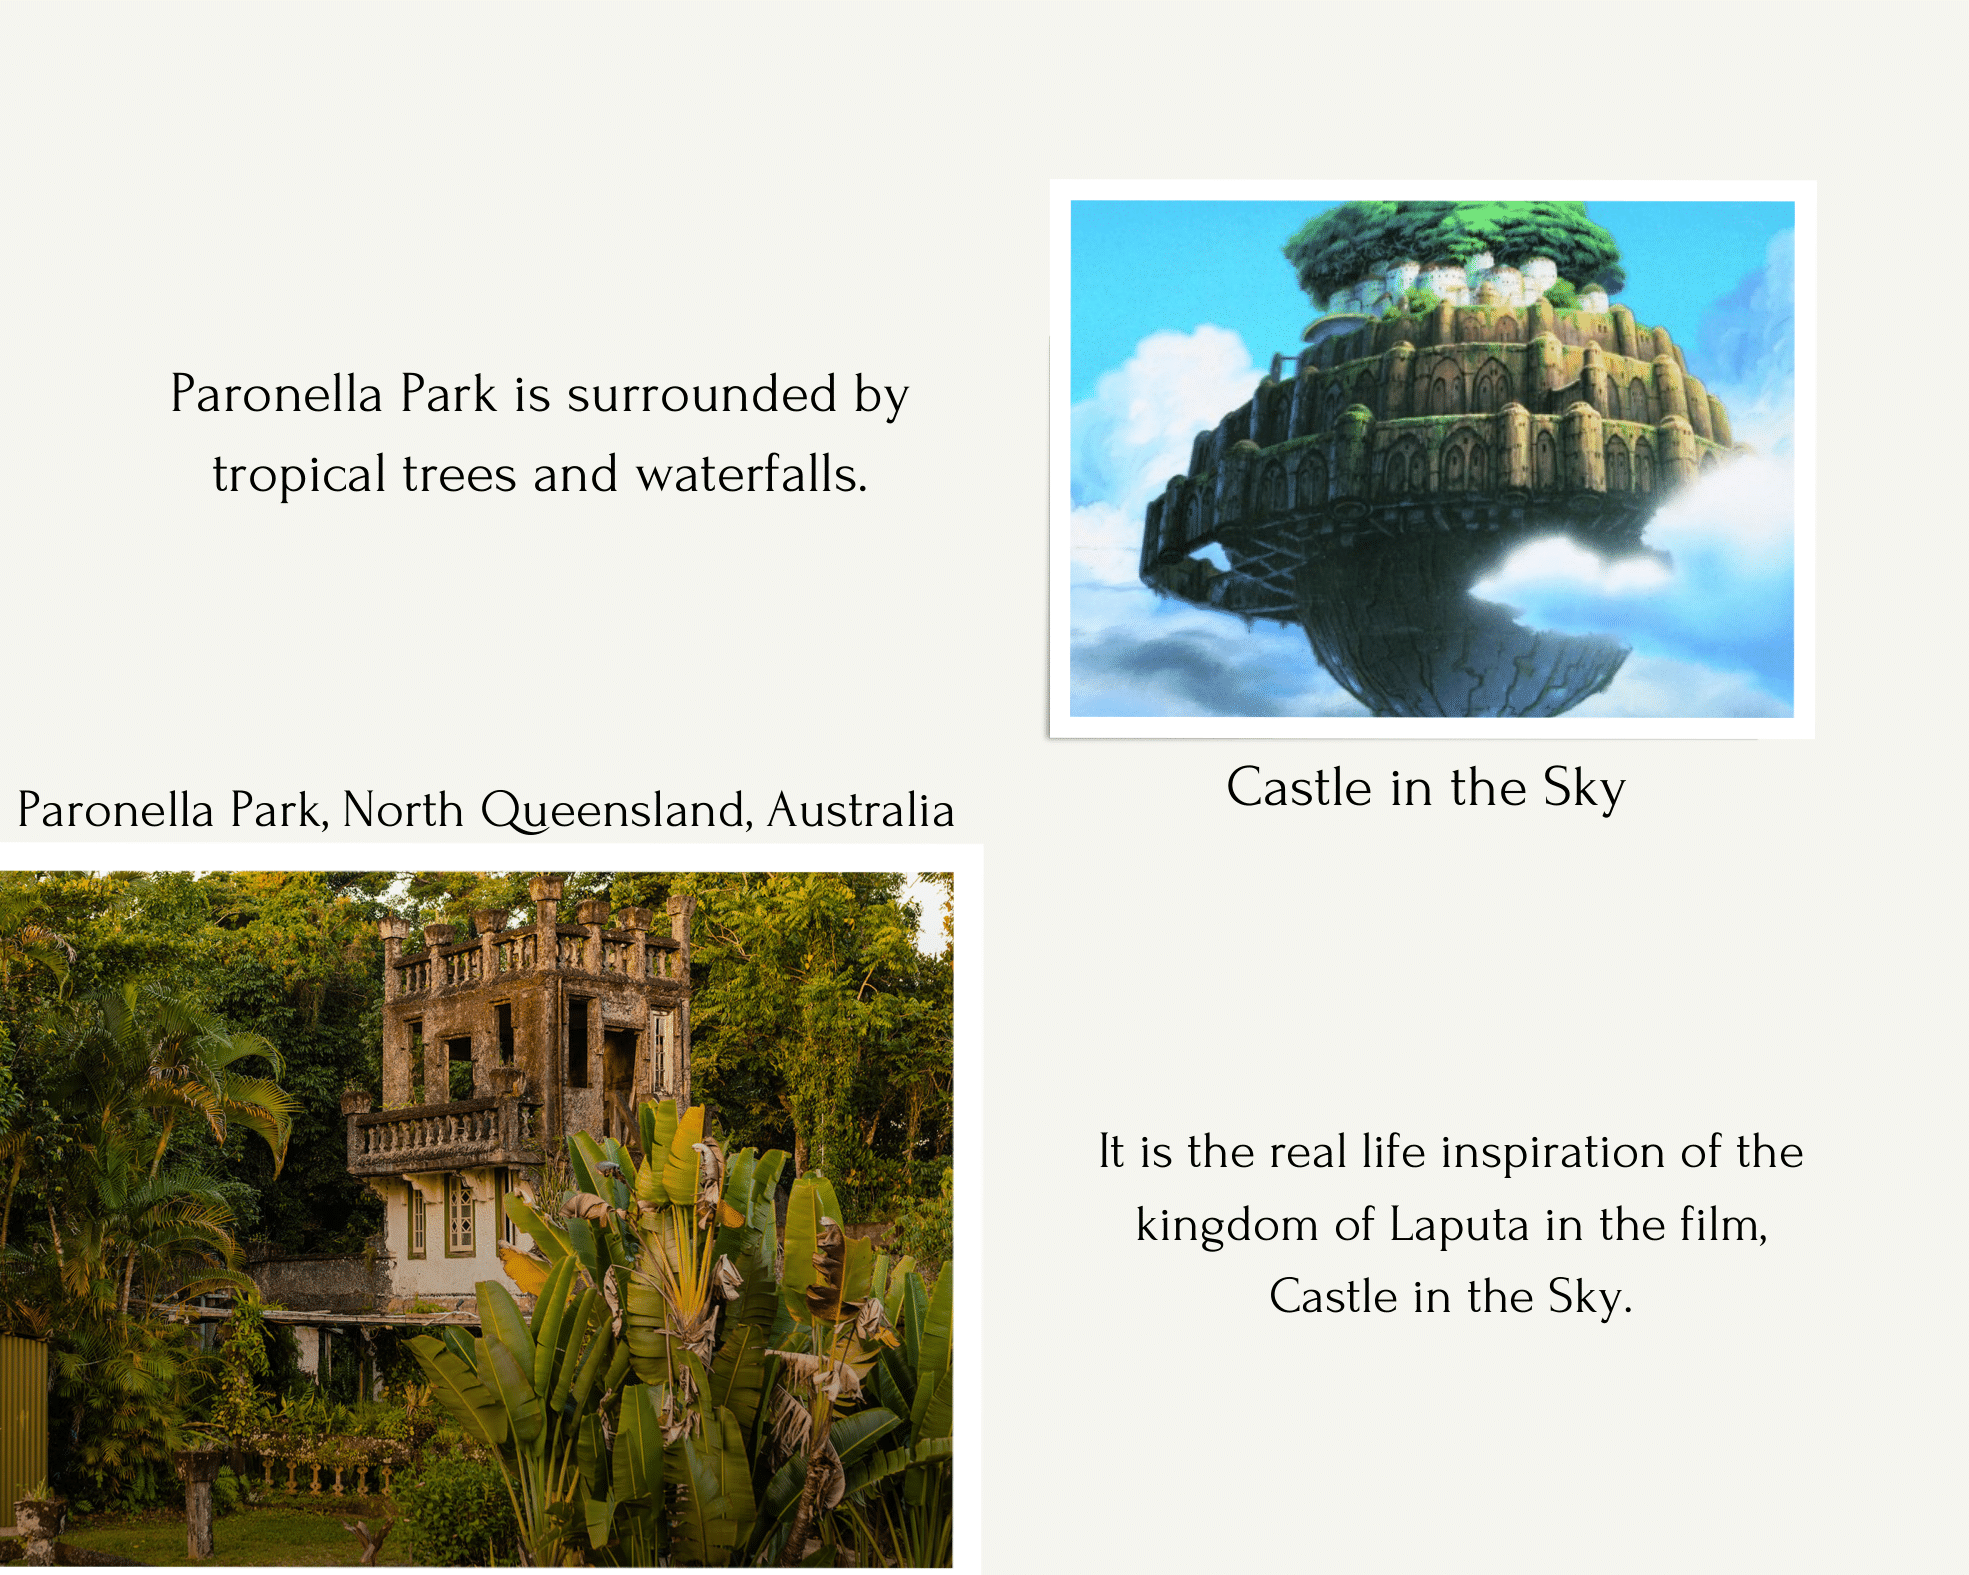 Paronella Park is surrounded by
tropical trees and waterfalls.
Castle in the Sky
Paronella Park, North Queensland, Australia
It is the real life inspiration of the
kingdom of Laputa in the film,
Castle in the Sky.